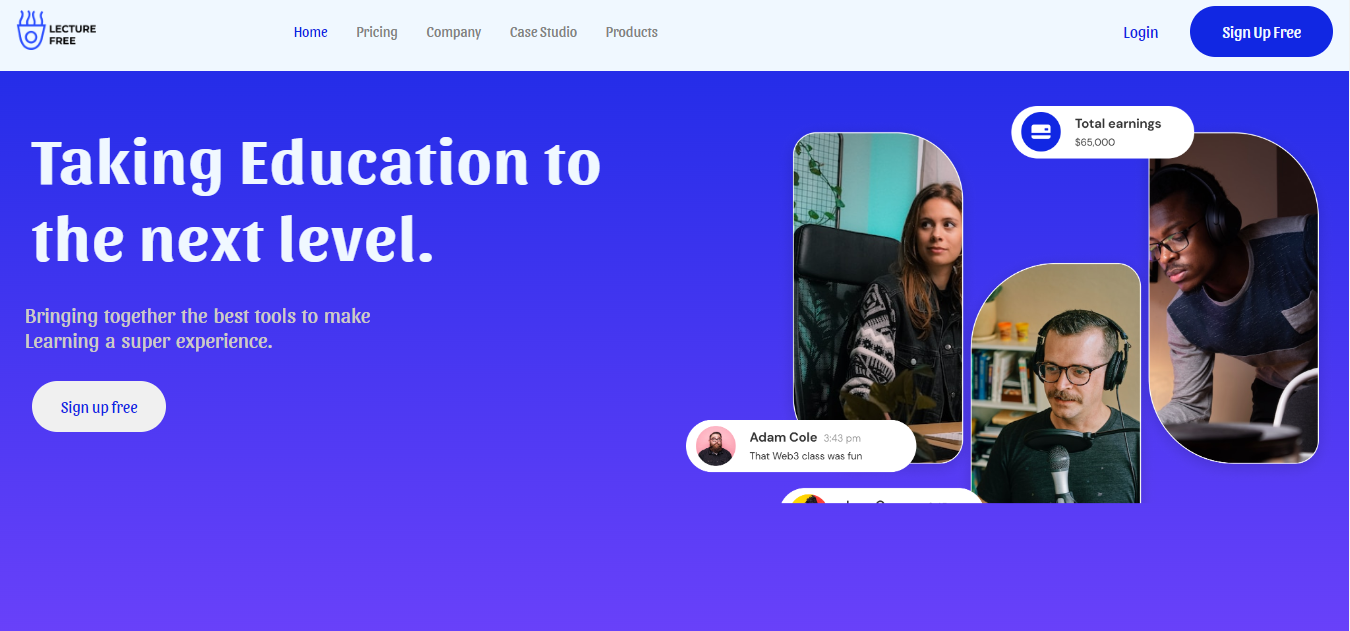 LECTURE
FREE
Home
Pricing
Company
Case Studio
Products
Login
Sign Up Free
Taking Education to
the next level.
Bringing together the best tools to make
Learning a super experience.
Sign up free
Total earnings
$65,000
Adam Cole 3:43 pm
That Web3 class was fun